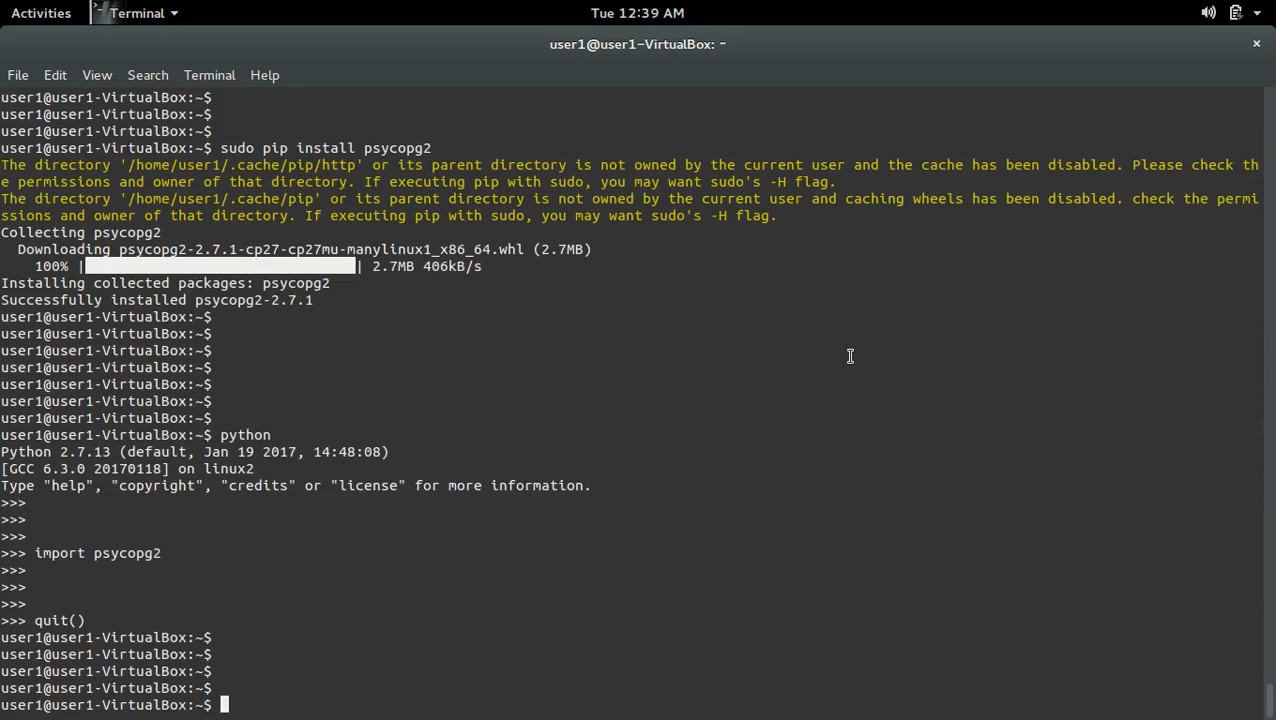 Activities
Terminal
Tue 12:39 AM
user1@user1-VirtualBox: ~
File Edit View Search Terminal Help
user1@user1-VirtualBox:~$
user1@user1-VirtualBox:~$
user1@user1-VirtualBox:~$
user1@user1-VirtualBox:~$ sudo pip install psycopg2
The directory '/home/user1/.cache/pip/http' or its parent directory is not owned by the current user and the cache has been disabled. Please check th
e permissions and owner of that directory. If executing pip with sudo, you may want sudo's -H flag.
The directory '/home/user1/.cache/pip' or its parent directory is not owned by the current user and caching wheels has been disabled. check the permi
ssions and owner of that directory. If executing pip with sudo, you may want sudo's -H flag.
Collecting psycopg2
  Downloading psycopg2-2.7.1-cp27-cp27mu-manylinux1_x86_64.whl (2.7MB)
    100% | | 2.7MB 406kB/s
Installing collected packages: psycopg2
Successfully installed psycopg2-2.7.1
user1@user1-VirtualBox:~$
user1@user1-VirtualBox:~$
user1@user1-VirtualBox:~$
user1@user1-VirtualBox:~$
user1@user1-VirtualBox:~$
user1@user1-VirtualBox:~$
user1@user1-VirtualBox:~$
user1@user1-VirtualBox:~$ python
Python 2.7.13 (default, Jan 19 2017, 14:48:08)
[GCC 6.3.0 20170118] on linux2
Type "help", "copyright", "credits" or "license" for more information.
>>>
>>>
>>>
>>> import psycopg2
>>>
>>>
>>>
>>> quit()
user1@user1-VirtualBox:~$
user1@user1-VirtualBox:~$
user1@user1-VirtualBox:~$
user1@user1-VirtualBox:~$
user1@user1-VirtualBox:~$